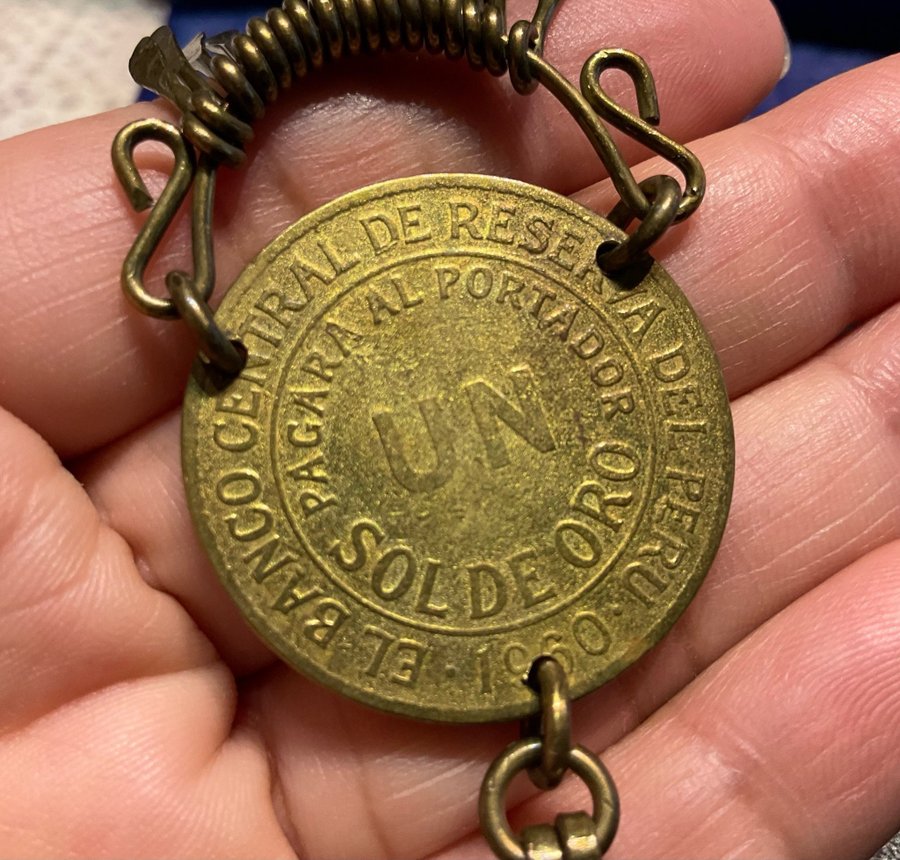 EL BANCO CENTRAL DE RESERVA DEL PERU · 1960 ·
PAGARA AL PORTADOR
UN
SOL DE ORO